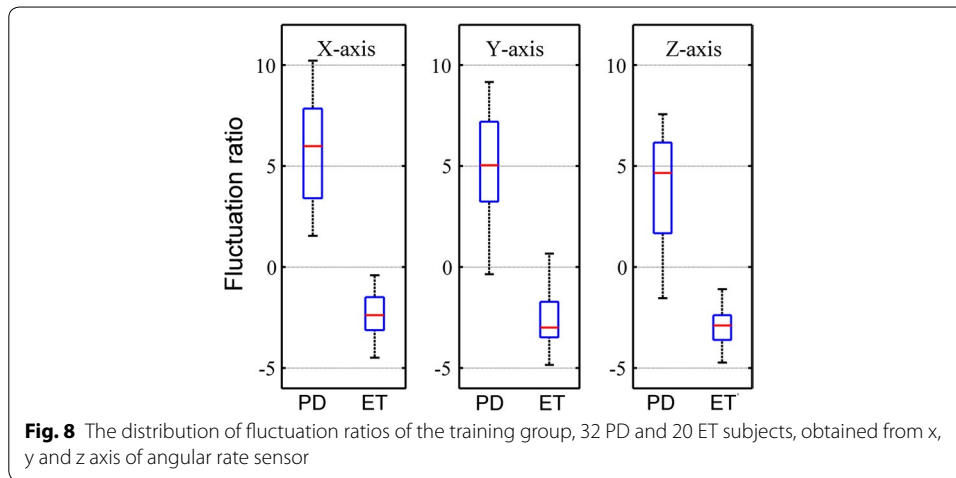 X-axis Y-axis Z-axis
10 10 10
Fluctuation ratio
5 5 5
0 0 0
-5 -5 -5
PD ET PD ET PD ET
Fig. 8 The distribution of fluctuation ratios of the training group, 32 PD and 20 ET subjects, obtained from x,
y and z axis of angular rate sensor